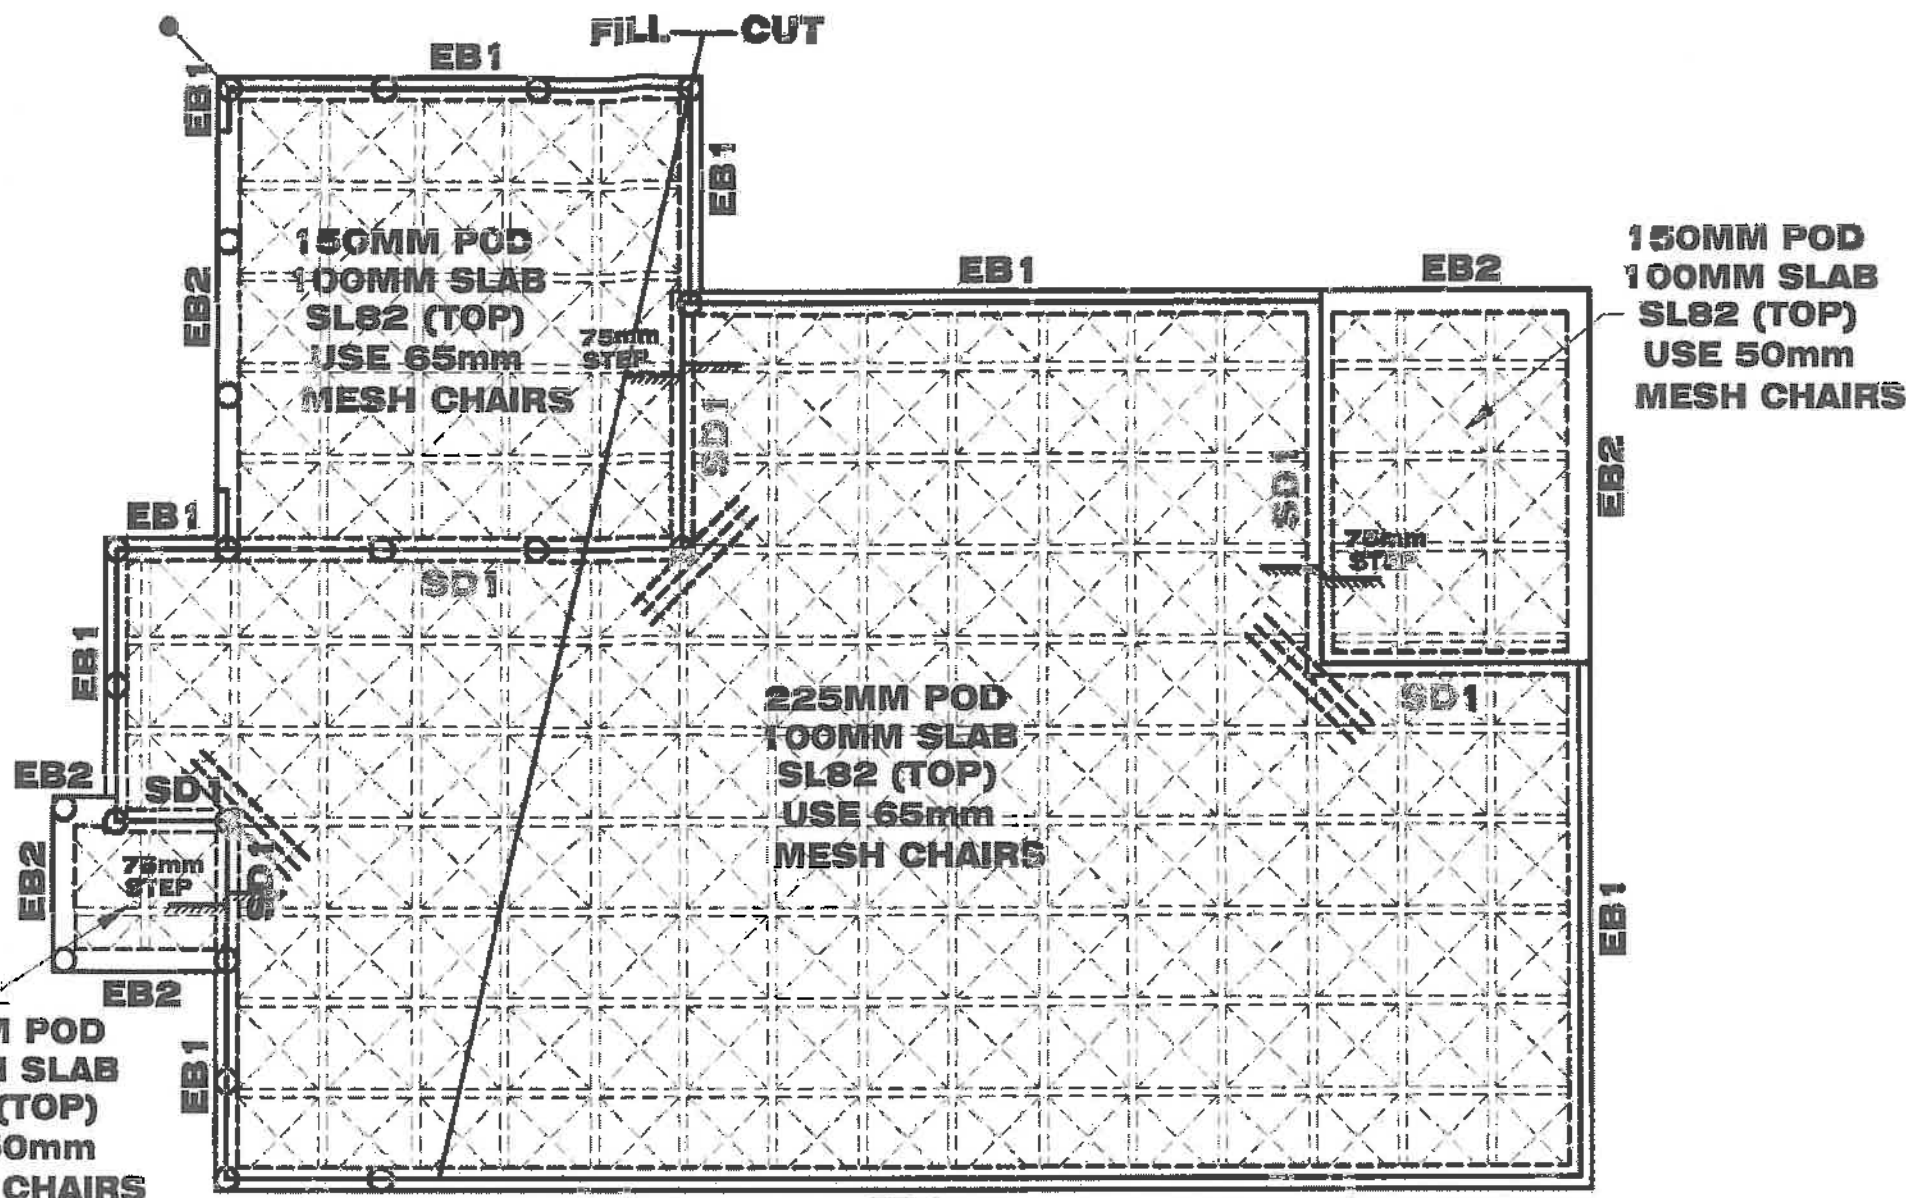 FILL CUT
EB1
EB1
EB1
EB2
150MM POD
100MM SLAB
SL82 (TOP)
USE 65mm
MESH CHAIRS
75mm
STEP
SD1
EB1
EB2
150MM POD
100MM SLAB
SL82 (TOP)
USE 50mm
MESH CHAIRS
EB2
SD1
75mm
STEP
SD1
EB1
SD1
EB1
225MM POD
100MM SLAB
SL82 (TOP)
USE 65mm
MESH CHAIRS
EB1
EB2
SD1
EB2
75mm
STEP
SD1
EB2
EB1
POD
SLAB
(TOP)
CHAIRS